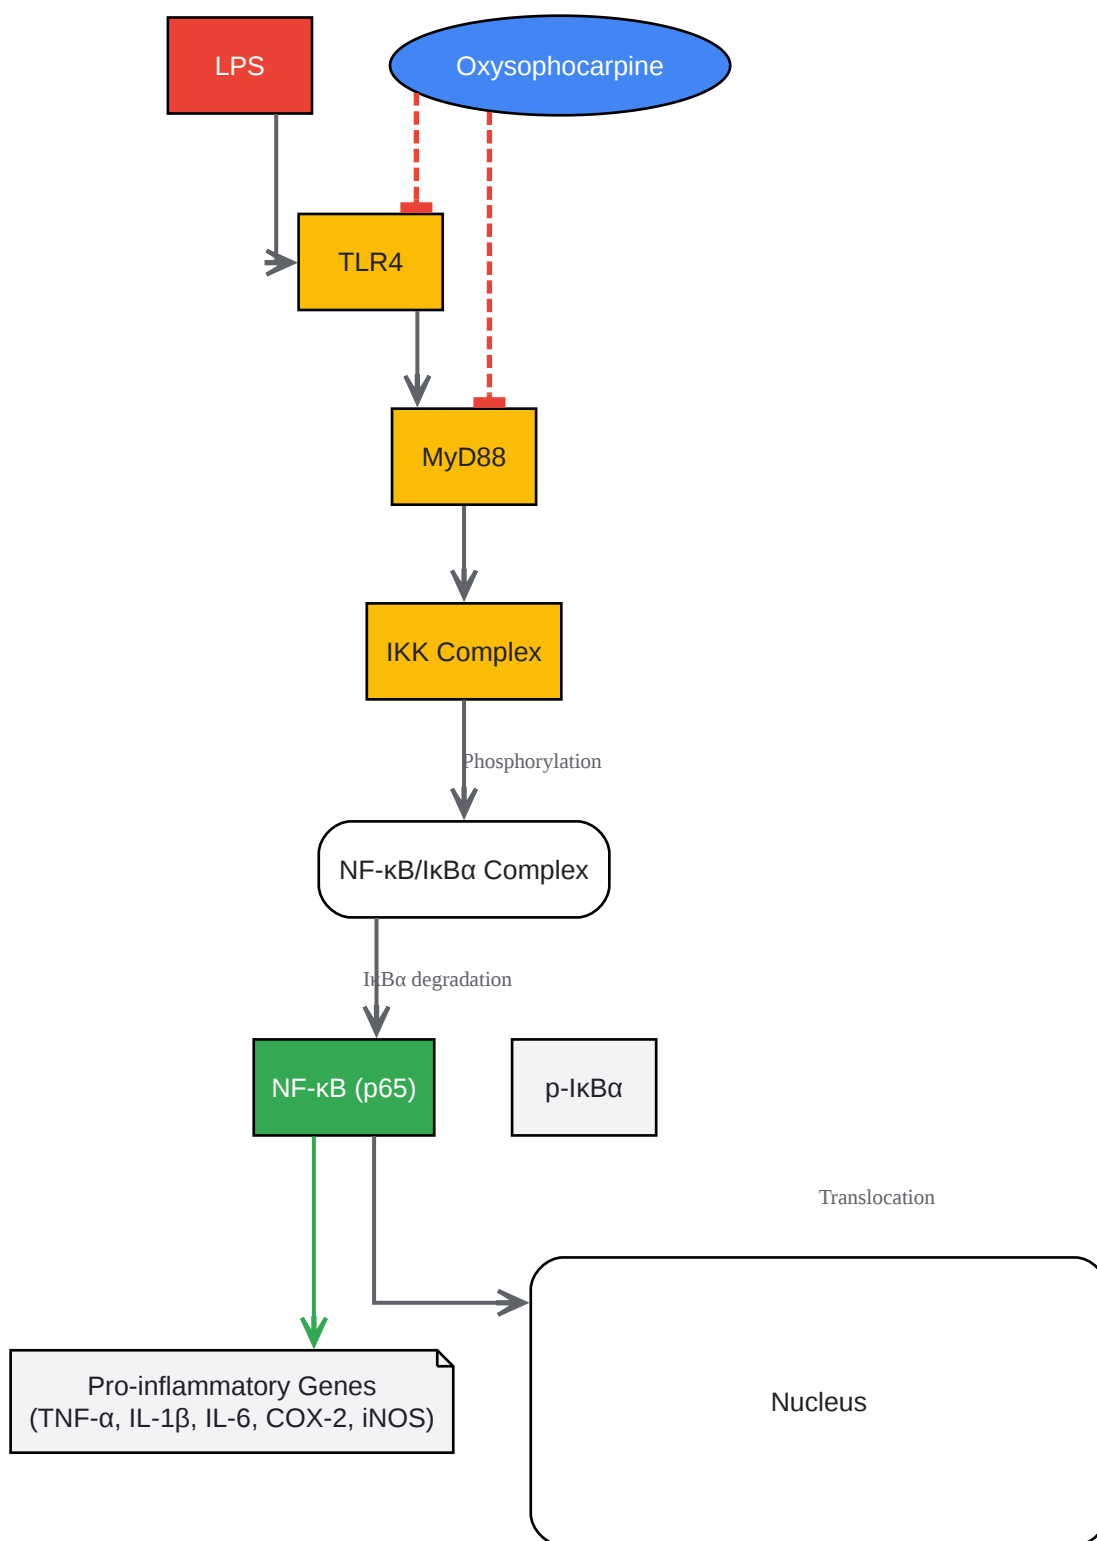 LPS
Oxysophocarpine
TLR4
MyD88
IKK Complex
Phosphorylation
NF-κB/IκBα Complex
IκBα degradation
NF-κB (p65)
p-IκBα
Translocation
Pro-inflammatory Genes
(TNF-α, IL-1β, IL-6, COX-2, iNOS)
Nucleus